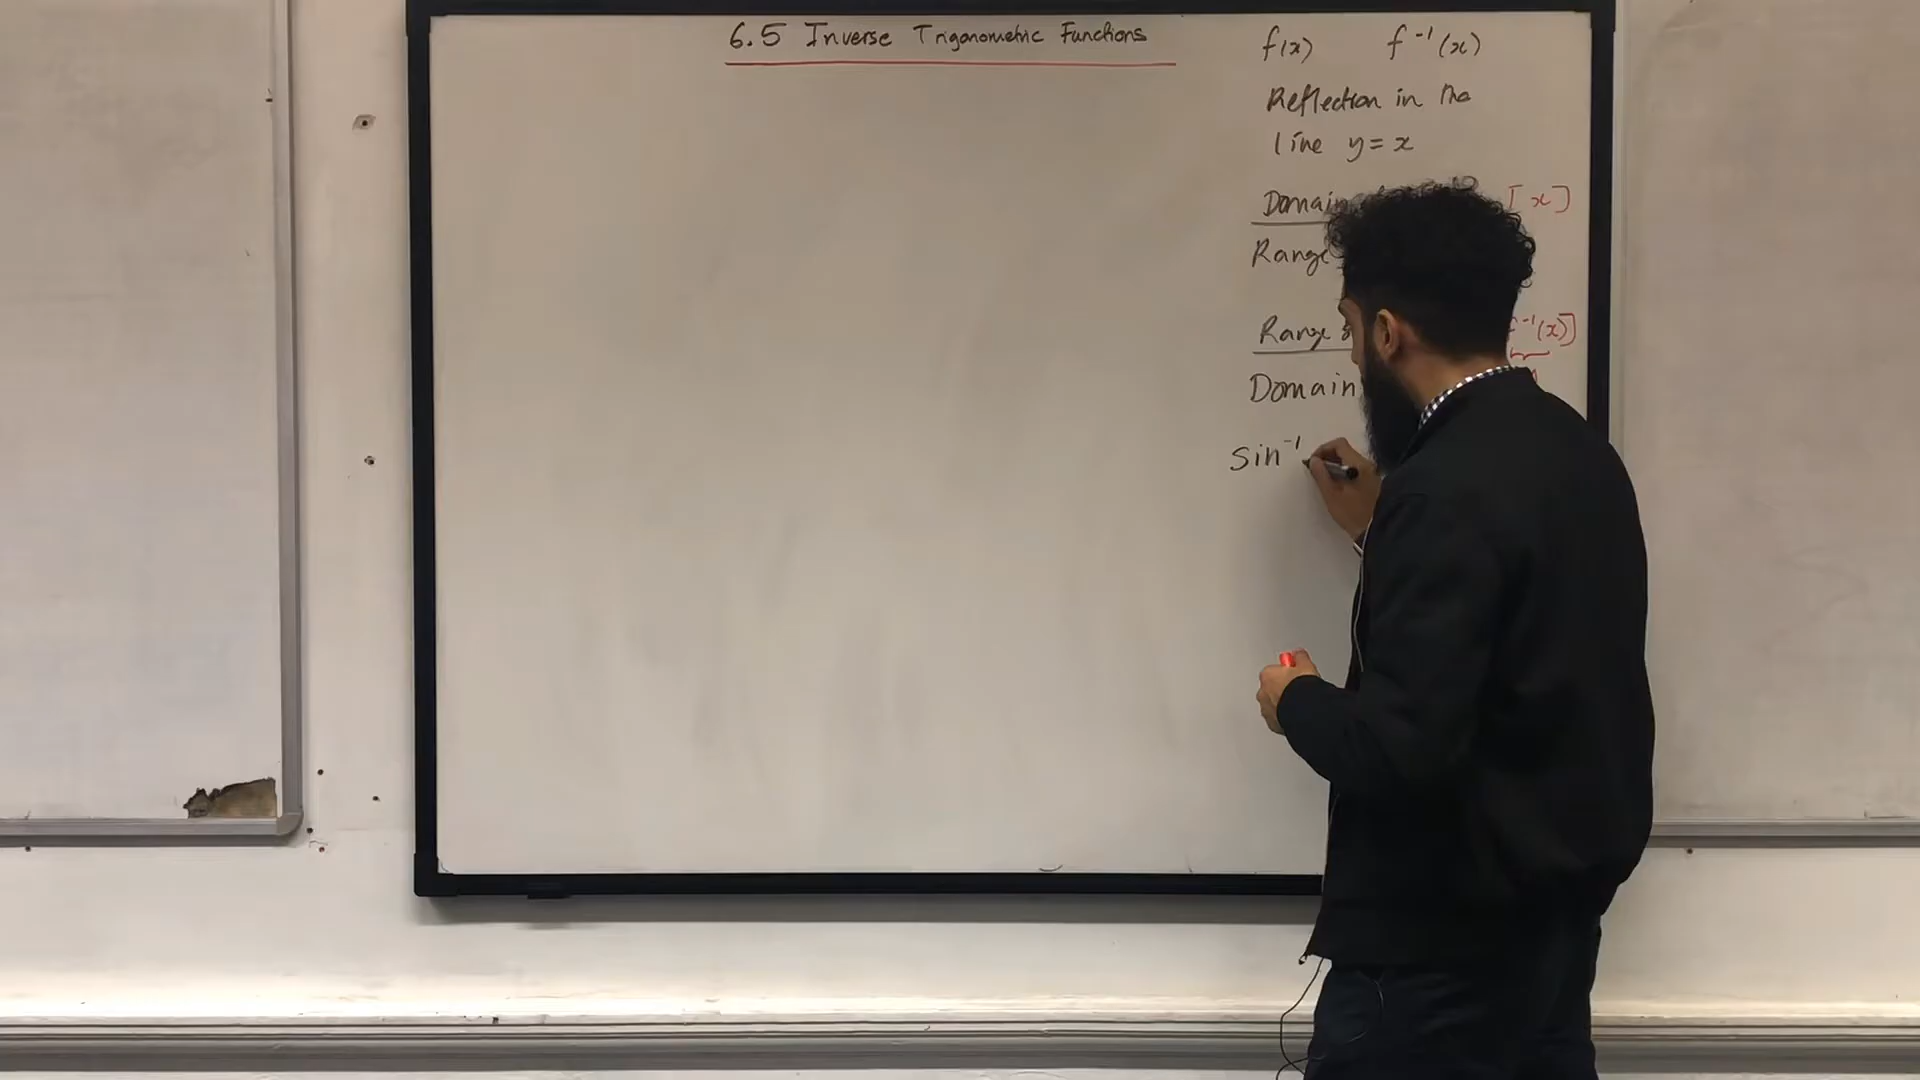 6.5 Inverse Trigonometric Functions
f(x) f⁻¹(x)
Reflection in the
line y = x
Domain [x]
Range
Range f⁻¹(x)]
Domain
sin⁻¹